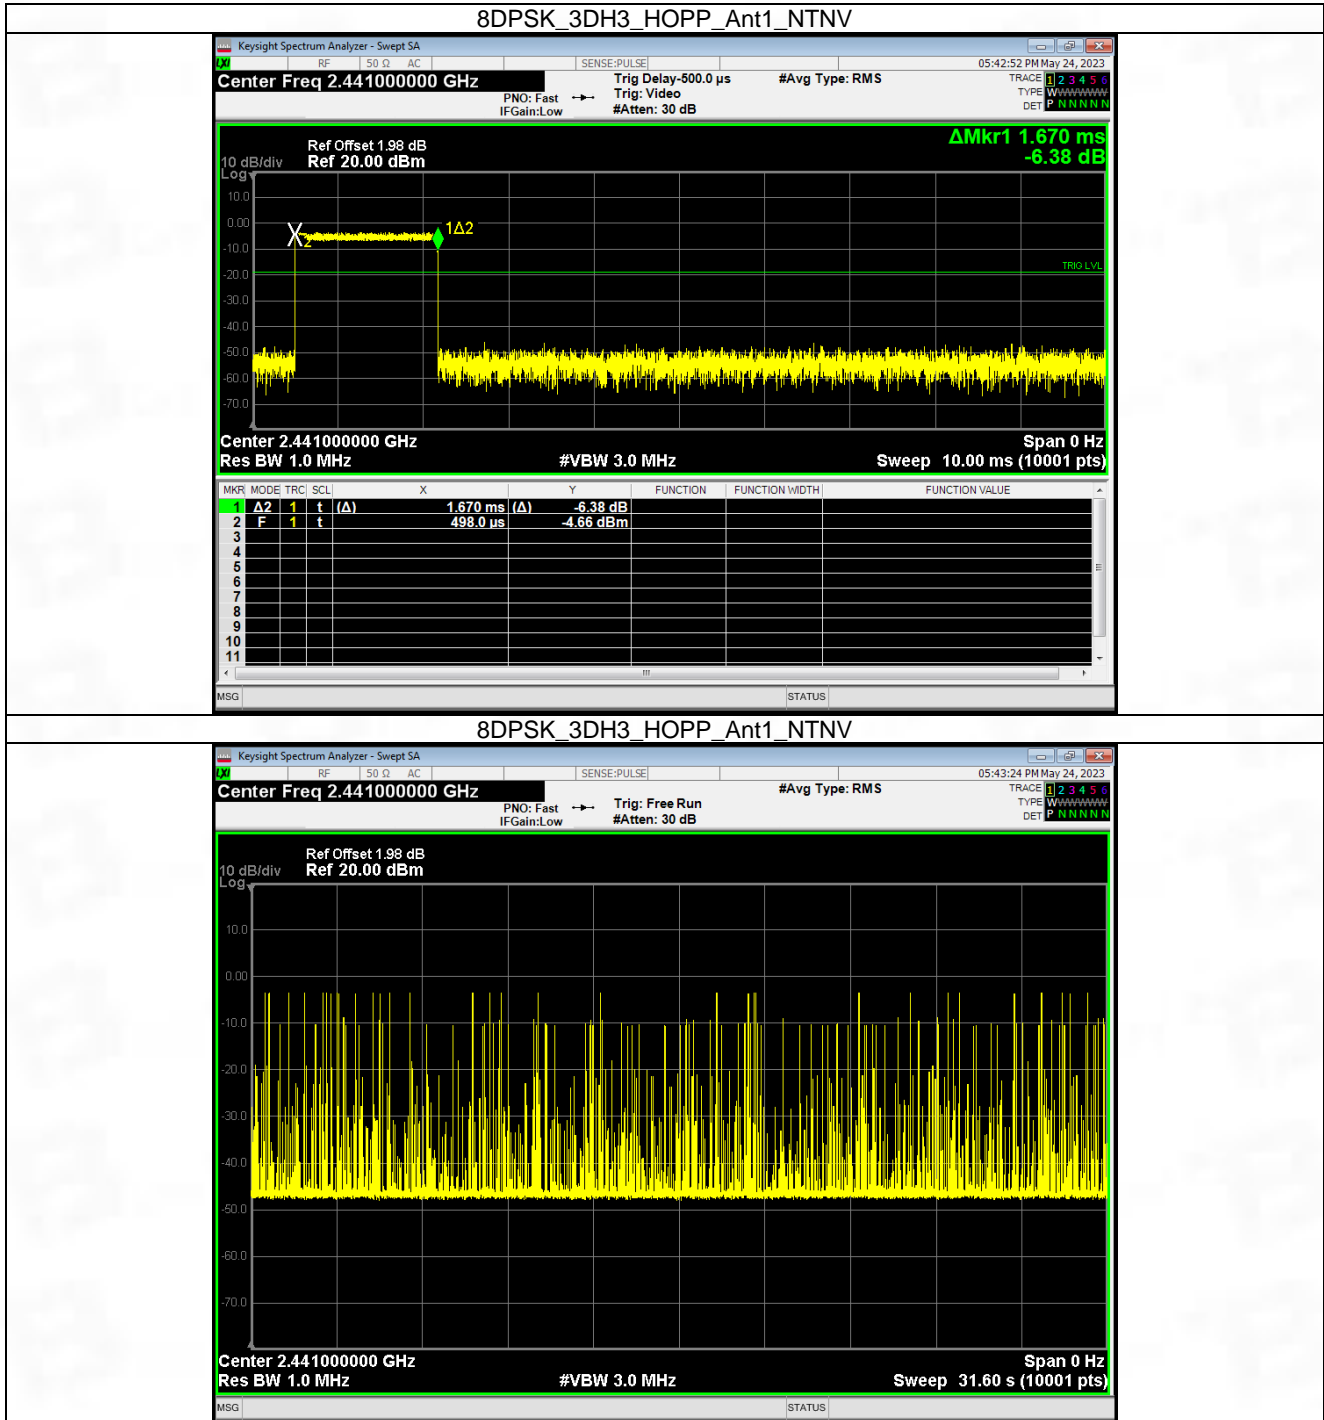 8DPSK_3DH3_HOPP_Ant1_NTNV
Keysight Spectrum Analyzer - Swept SA
LXI RF 50 Ω AC SENSE:PULSE 05:42:52 PM May 24, 2023
Center Freq 2.441000000 GHz
PNO: Fast
IFGain:Low
Trig Delay-500.0 µs
Trig: Video
#Atten: 30 dB
#Avg Type: RMS
TRACE 1 2 3 4 5 6
TYPE WWWWWW
DET P N N N N N
ΔMkr1 1.670 ms
-6.38 dB
Ref Offset 1.98 dB
10 dB/div Ref 20.00 dBm
Log
10.0
0.00
-10.0
-20.0
-30.0
-40.0
-50.0
-60.0
-70.0
2
1Δ2
TRIG LVL
Center 2.441000000 GHz Span 0 Hz
Res BW 1.0 MHz #VBW 3.0 MHz Sweep 10.00 ms (10001 pts)
MKR MODE TRC SCL X Y FUNCTION FUNCTION WIDTH FUNCTION VALUE
1 Δ2 1 t (Δ) 1.670 ms (Δ) -6.38 dB
2 F 1 t 498.0 µs -4.66 dBm
3
4
5
6
7
8
9
10
11
MSG STATUS
8DPSK_3DH3_HOPP_Ant1_NTNV
Keysight Spectrum Analyzer - Swept SA
LXI RF 50 Ω AC SENSE:PULSE 05:43:24 PM May 24, 2023
Center Freq 2.441000000 GHz
PNO: Fast
IFGain:Low
Trig: Free Run
#Atten: 30 dB
#Avg Type: RMS
TRACE 1 2 3 4 5 6
TYPE WWWWWW
DET P N N N N N
Ref Offset 1.98 dB
10 dB/div Ref 20.00 dBm
Log
10.0
0.00
-10.0
-20.0
-30.0
-40.0
-50.0
-60.0
-70.0
Center 2.441000000 GHz Span 0 Hz
Res BW 1.0 MHz #VBW 3.0 MHz Sweep 31.60 s (10001 pts)
MSG STATUS